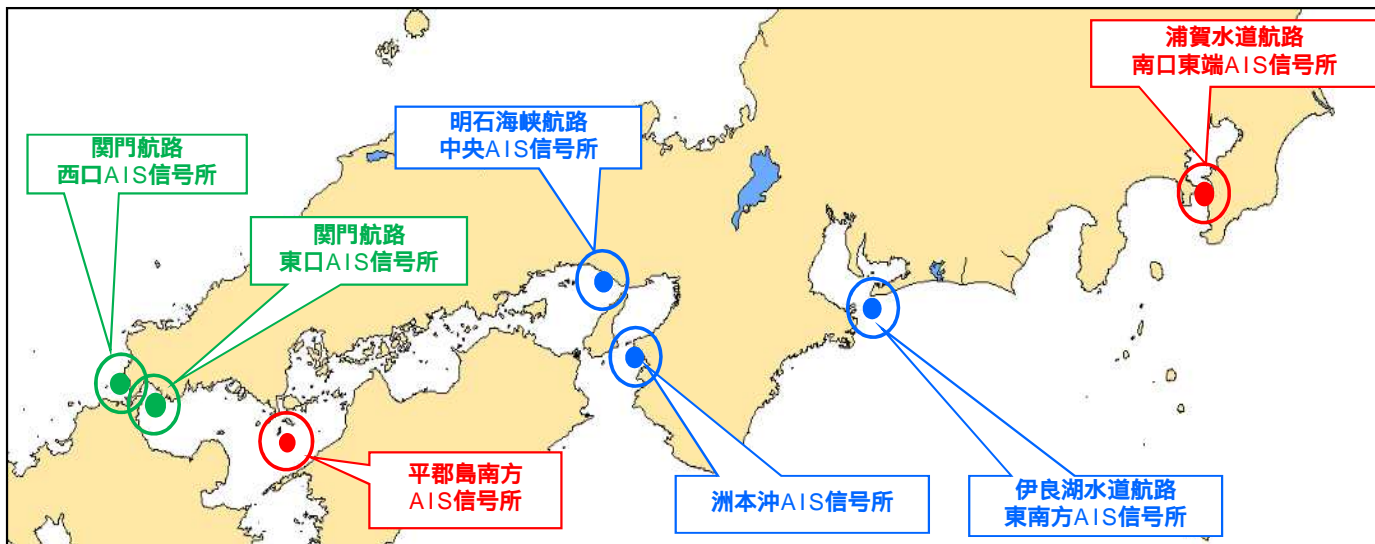 浦賀水道航路
南口東端AIS信号所
明石海峡航路
中央AIS信号所
関門航路
西口AIS信号所
関門航路
東口AIS信号所
平郡島南方
AIS信号所
洲本沖AIS信号所
伊良湖水道航路
東南方AIS信号所